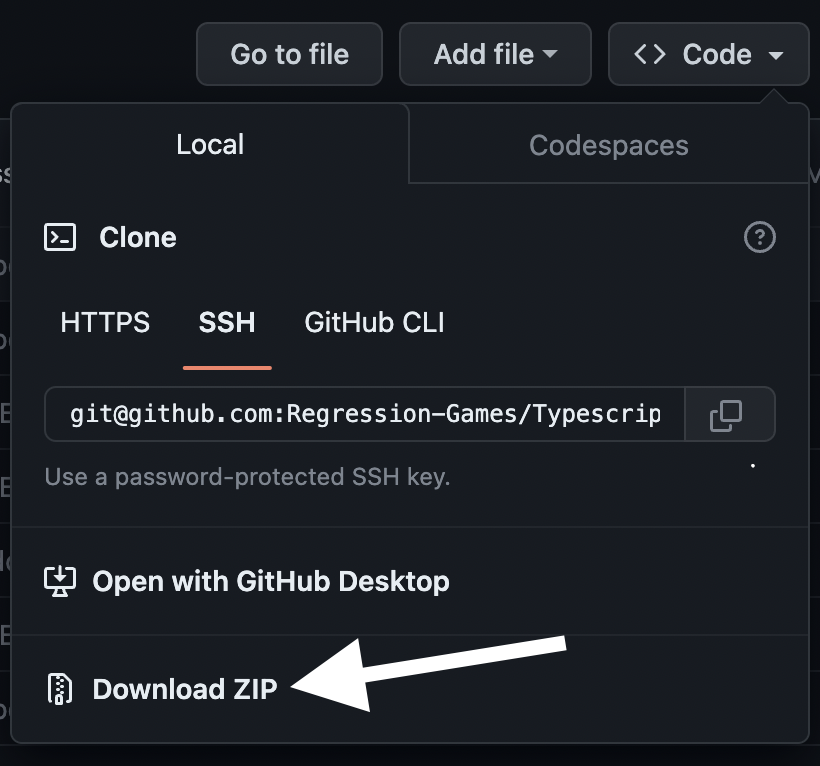 Go to file
Add file
Code
Local
Codespaces
Clone
HTTPS
SSH
GitHub CLI
git@github.com:Regression-Games/Typescrip
Use a password-protected SSH key.
Open with GitHub Desktop
Download ZIP